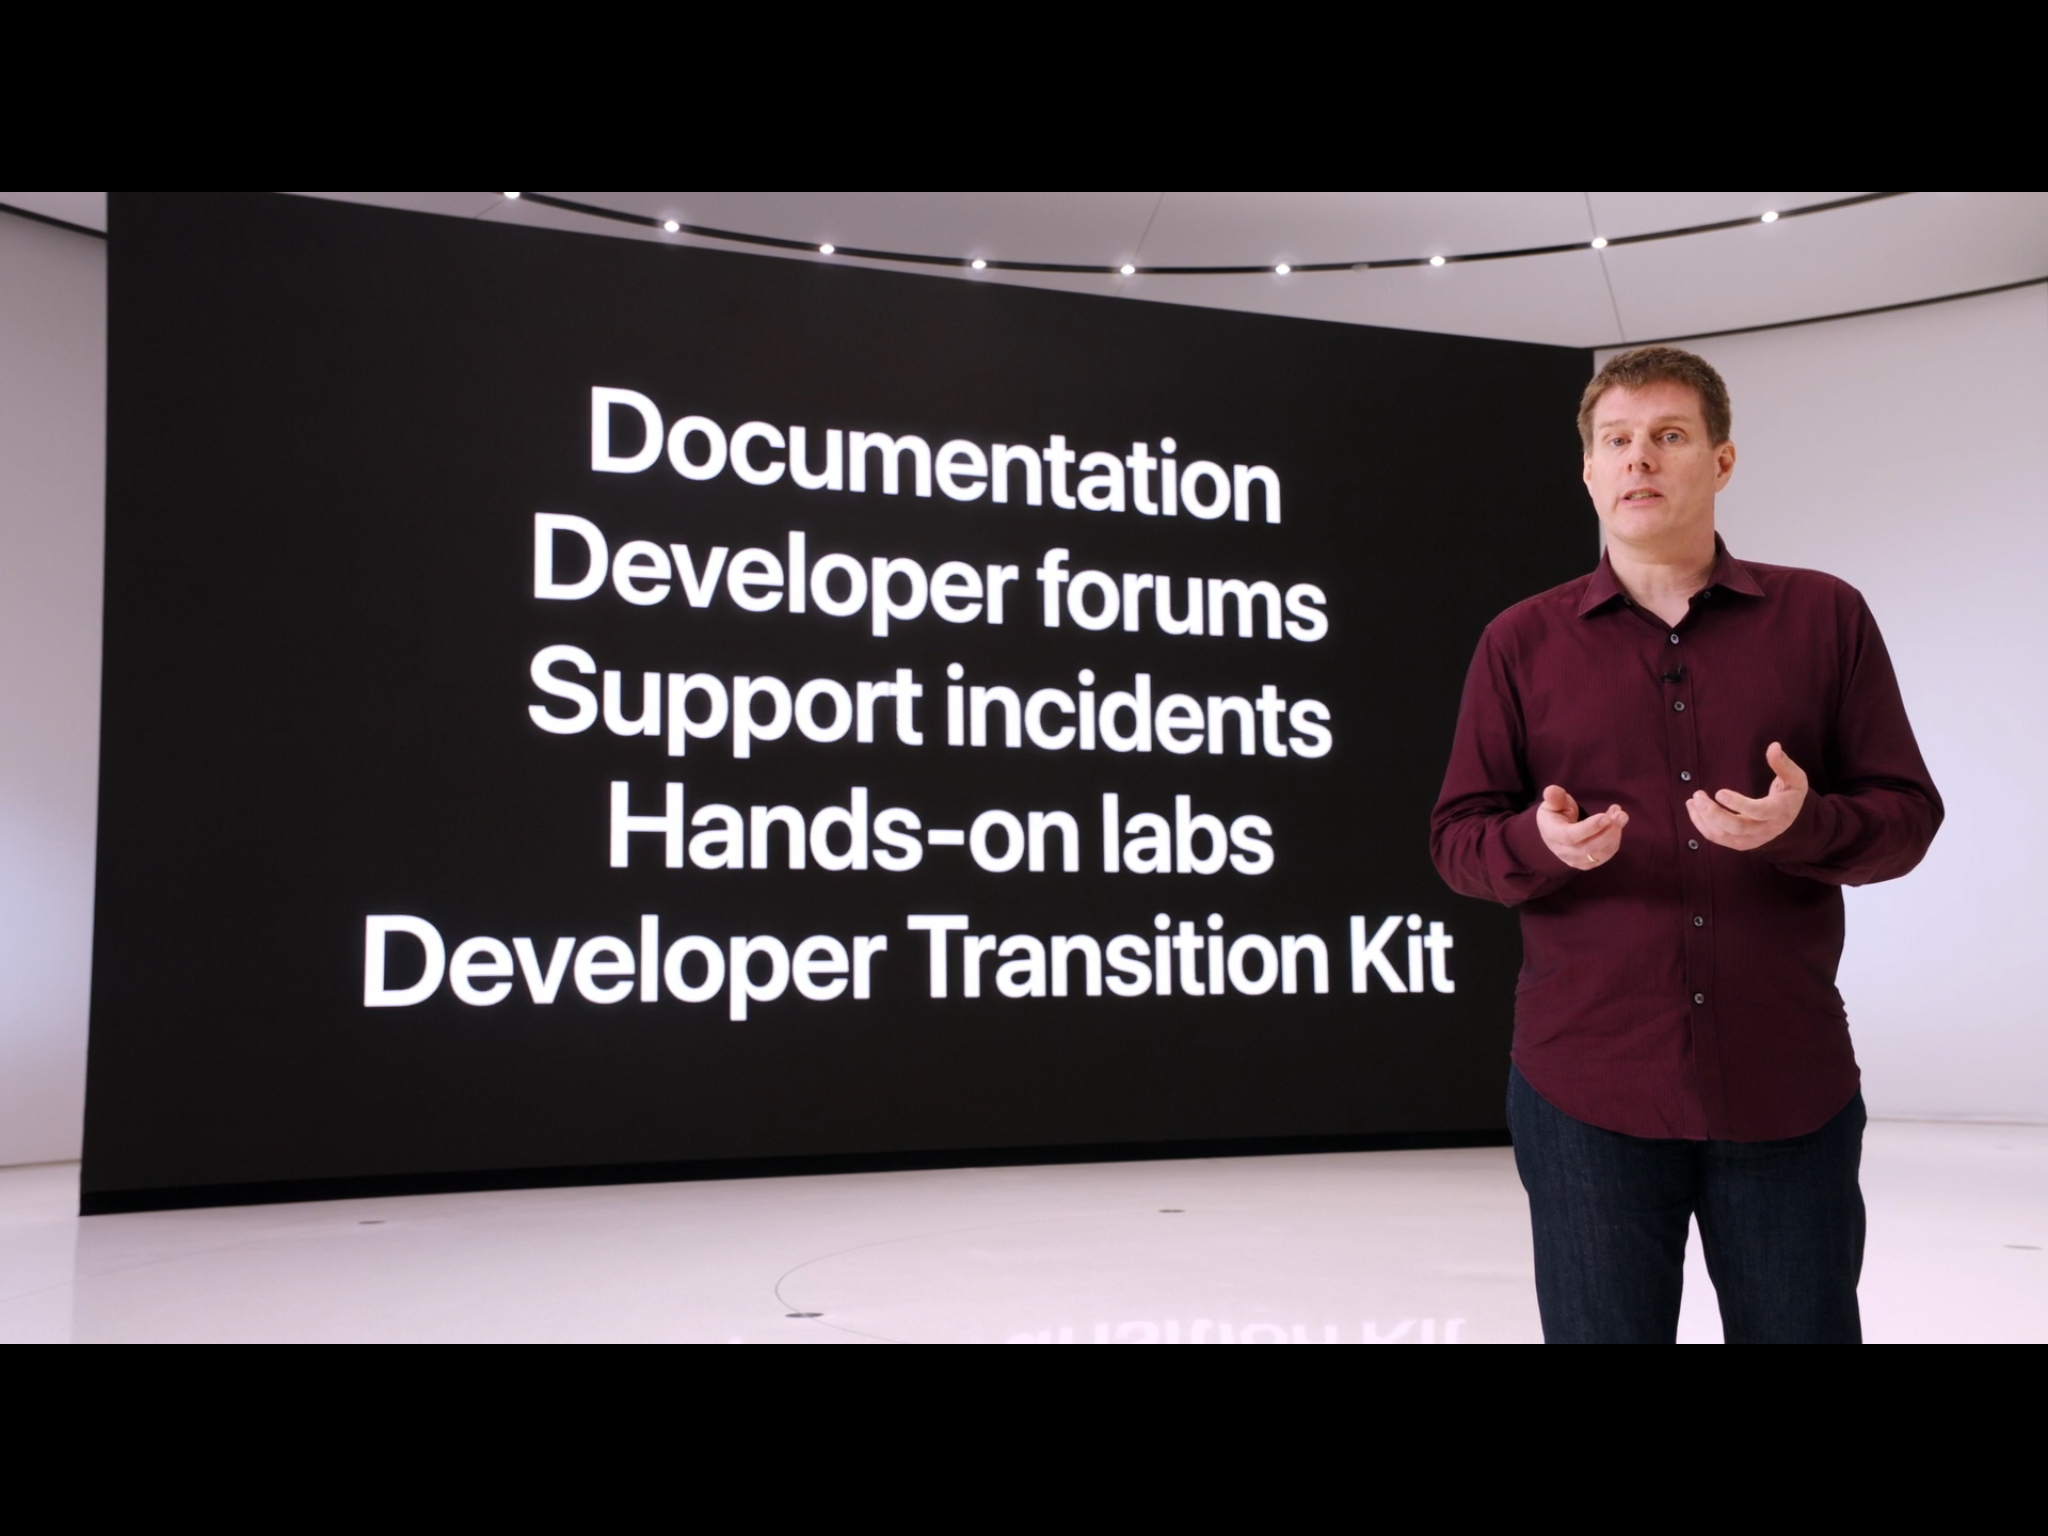 Documentation
Developer forums
Support incidents
Hands-on labs
Developer Transition Kit